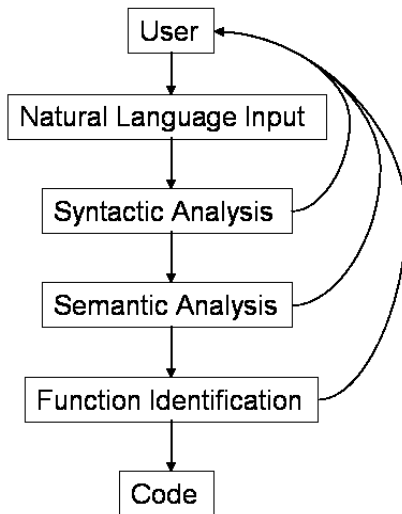 User
Natural Language Input
Syntactic Analysis
Semantic Analysis
Function Identification
Code